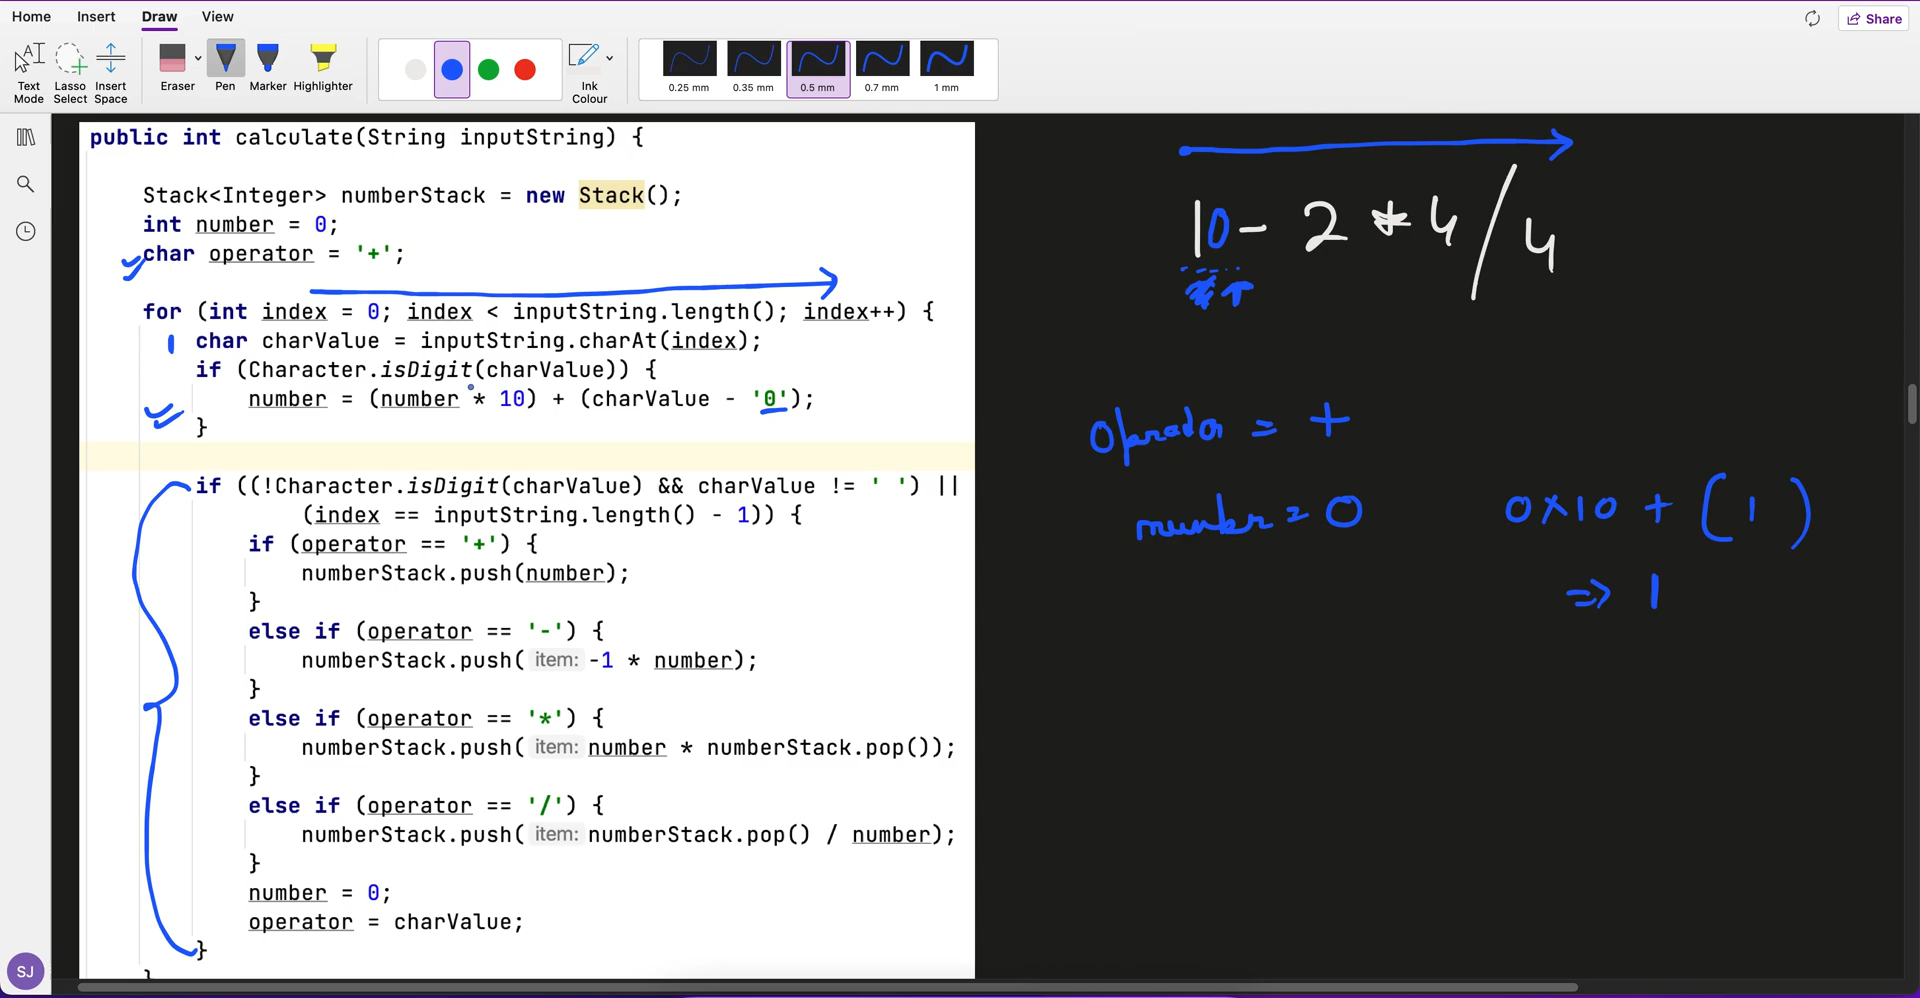 Home Insert Draw View
Share
Text Mode
Lasso Select
Insert Space
Eraser
Pen
Marker
Highlighter
Ink Colour
0.25 mm
0.35 mm
0.5 mm
0.7 mm
1 mm
public int calculate(String inputString) {
Stack<Integer> numberStack = new Stack();
int number = 0;
char operator = '+';
for (int index = 0; index < inputString.length(); index++) {
1
char charValue = inputString.charAt(index);
if (Character.isDigit(charValue)) {
number = (number * 10) + (charValue - '0');
}
if ((!Character.isDigit(charValue) && charValue != ' ') ||
(index == inputString.length() - 1)) {
if (operator == '+') {
numberStack.push(number);
}
else if (operator == '-') {
numberStack.push( item: -1 * number);
}
else if (operator == '*') {
numberStack.push( item: number * numberStack.pop());
}
else if (operator == '/') {
numberStack.push( item: numberStack.pop() / number);
}
number = 0;
operator = charValue;
}
}
SJ
10 - 2 * 4 / 4
Operator = +
number = 0
0 x 10 + ( 1 )
=> 1